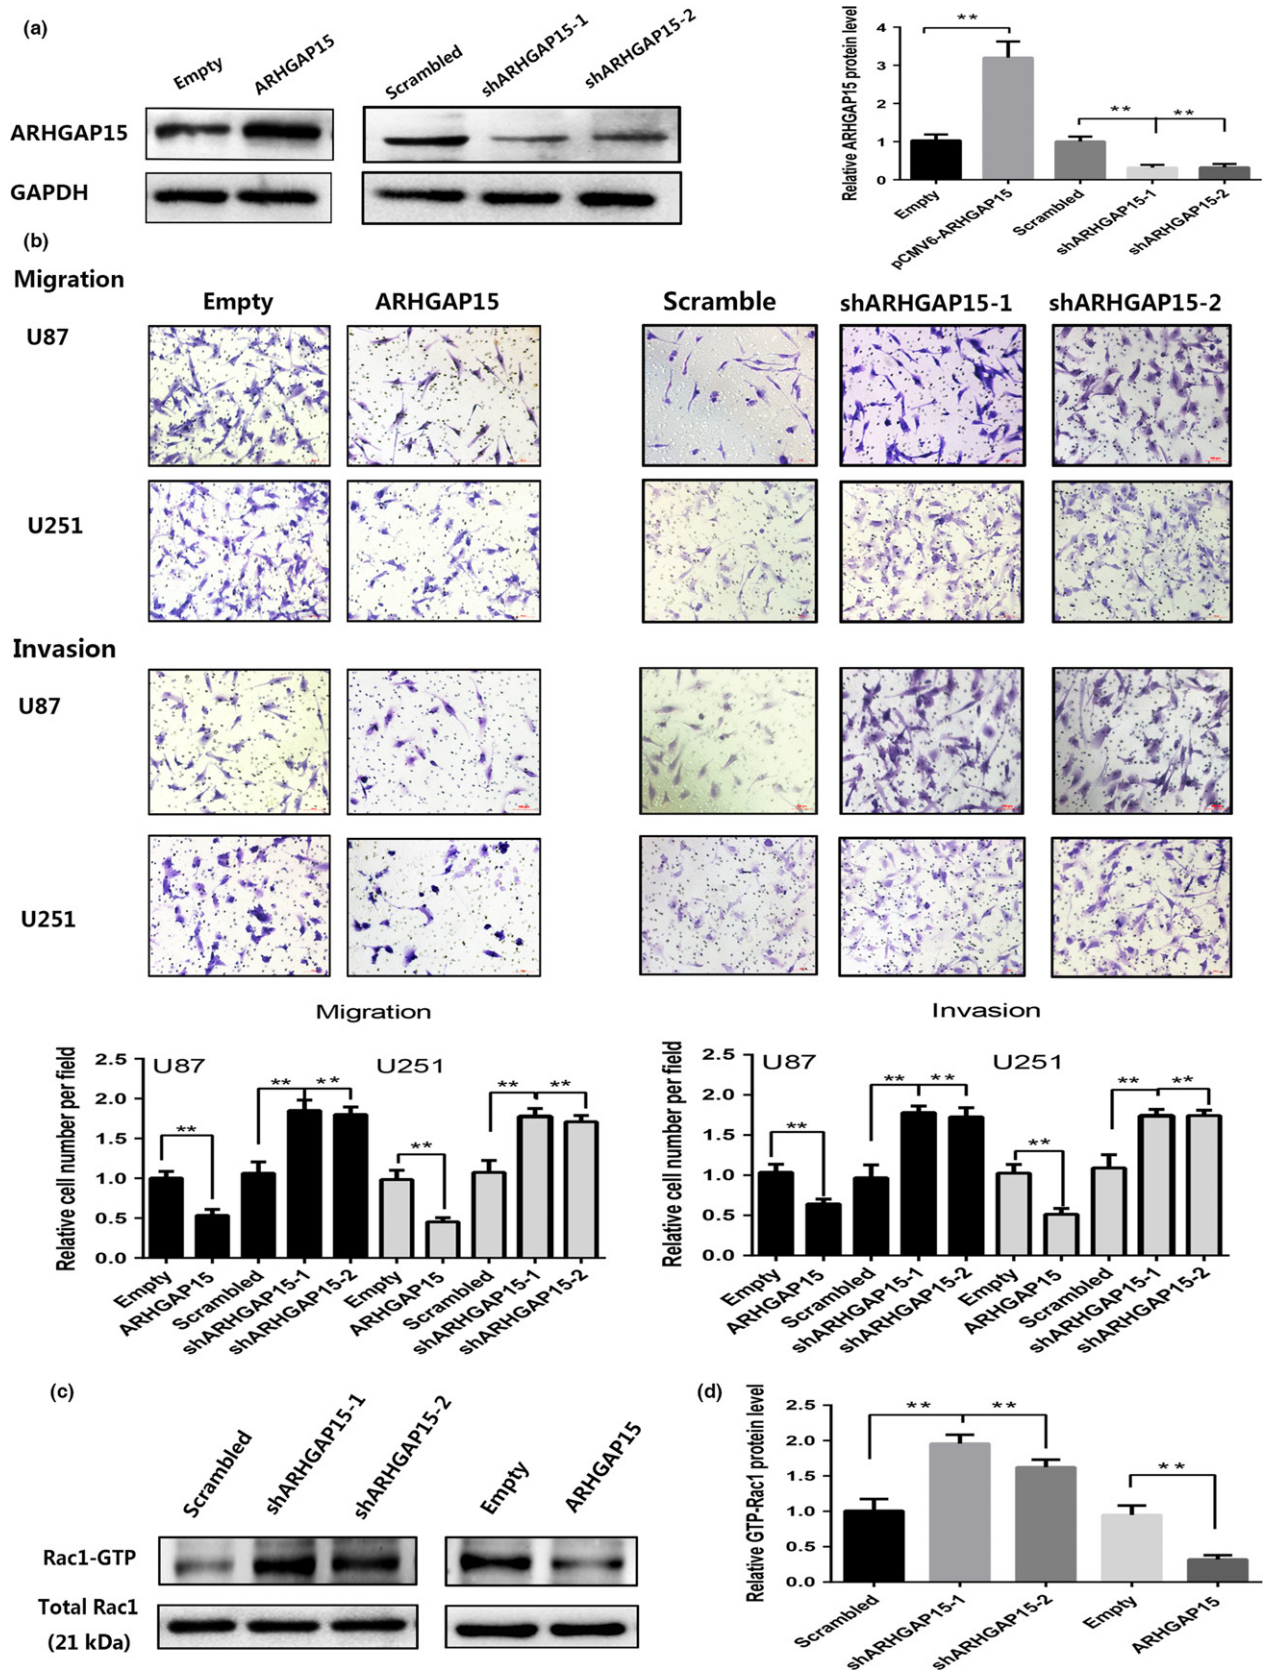 (a)
Empty
ARHGAP15
Scrambled
shARHGAP15-1
shARHGAP15-2
ARHGAP15
GAPDH
Relative ARHGAP15 protein level
4
3
2
1
0
**
**
**
Empty
pCMV6-ARHGAP15
Scrambled
shARHGAP15-1
shARHGAP15-2
(b)
Migration
Empty
ARHGAP15
Scramble
shARHGAP15-1
shARHGAP15-2
U87
U251
Invasion
U87
U251
Migration
Relative cell number per field
2.5
2.0
1.5
1.0
0.5
0.0
U87
U251
**
**
**
**
**
**
Empty
ARHGAP15
Scrambled
shARHGAP15-1
shARHGAP15-2
Empty
ARHGAP15
Scrambled
shARHGAP15-1
shARHGAP15-2
Invasion
Relative cell number per field
2.5
2.0
1.5
1.0
0.5
0.0
U87
U251
**
**
**
**
**
**
Empty
ARHGAP15
Scrambled
shARHGAP15-1
shARHGAP15-2
Empty
ARHGAP15
Scrambled
shARHGAP15-1
shARHGAP15-2
(c)
Scrambled
shARHGAP15-1
shARHGAP15-2
Empty
ARHGAP15
Rac1-GTP
Total Rac1
(21 kDa)
(d)
Relative GTP-Rac1 protein level
2.5
2.0
1.5
1.0
0.5
0.0
**
**
**
Scrambled
shARHGAP15-1
shARHGAP15-2
Empty
ARHGAP15